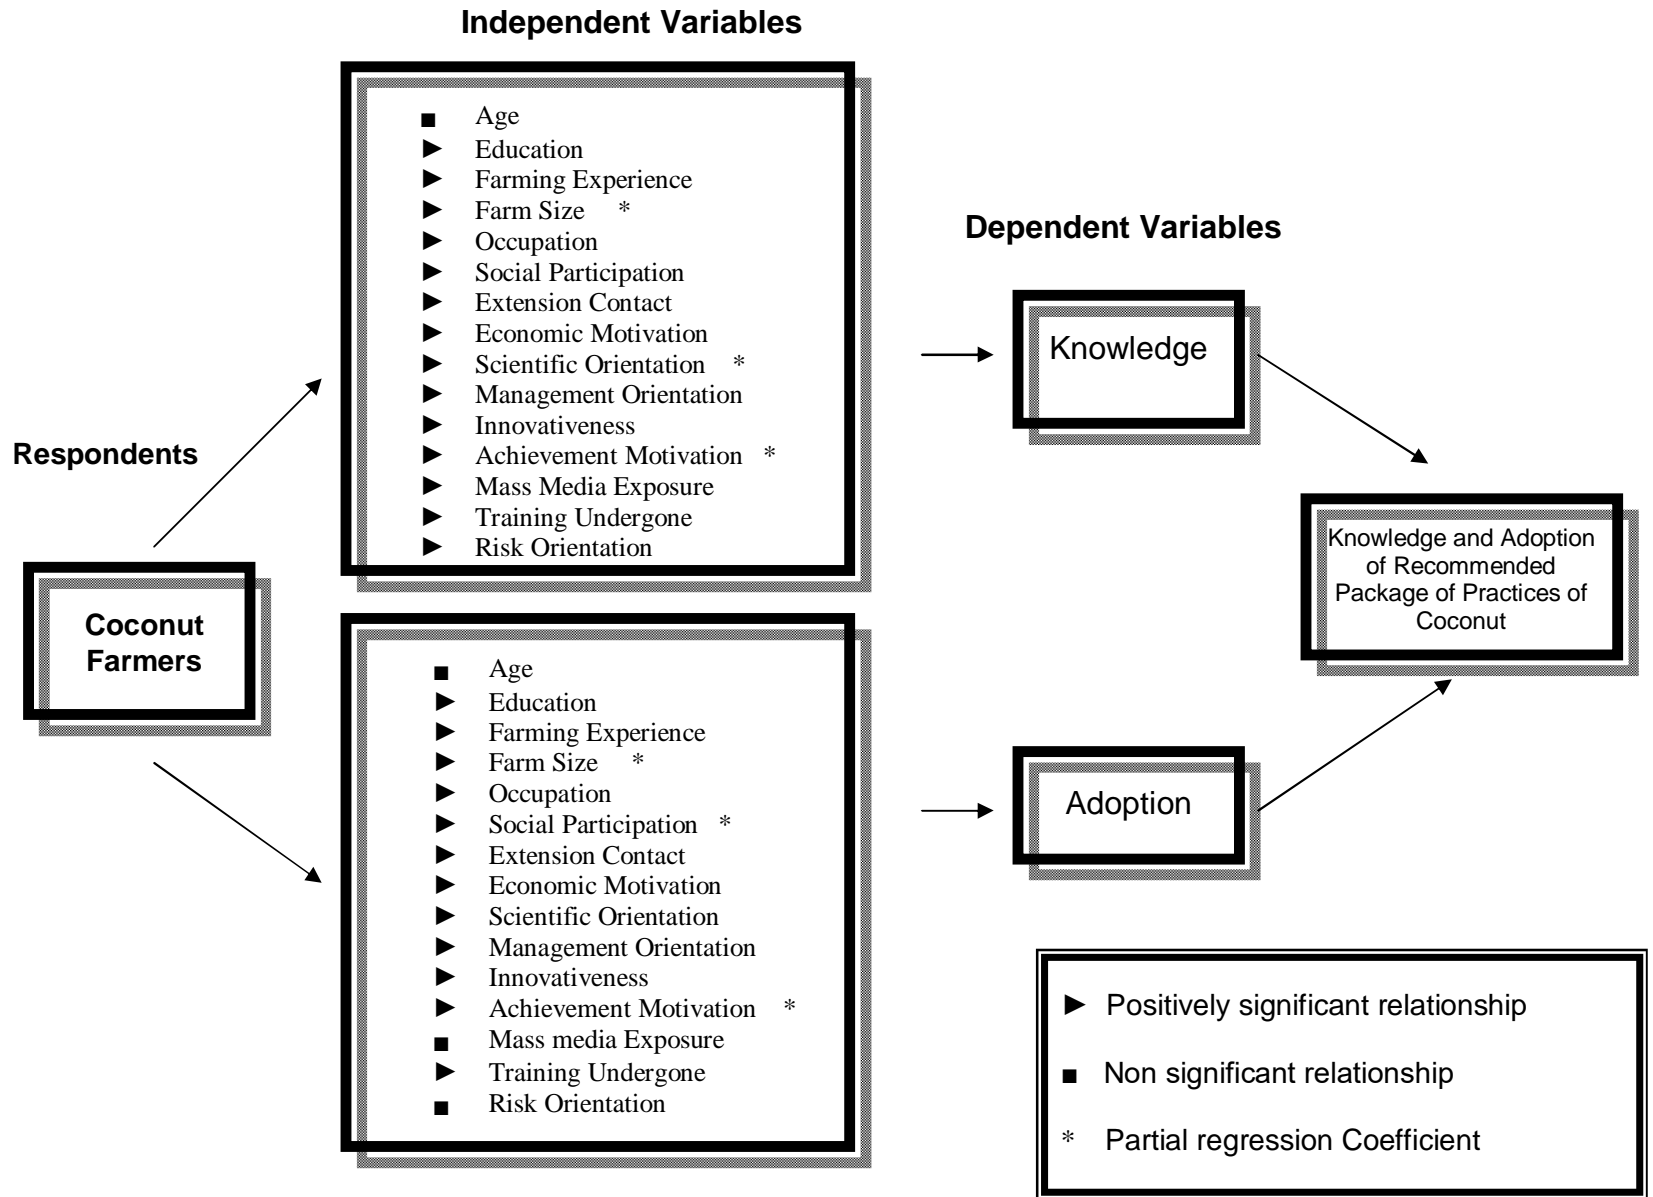 Independent Variables
■ Age
► Education
► Farming Experience
► Farm Size *
► Occupation
► Social Participation
► Extension Contact
► Economic Motivation
► Scientific Orientation *
► Management Orientation
► Innovativeness
► Achievement Motivation *
► Mass Media Exposure
► Training Undergone
► Risk Orientation
Dependent Variables
Knowledge
Respondents
Coconut
Farmers
Knowledge and Adoption
of Recommended
Package of Practices of
Coconut
■ Age
► Education
► Farming Experience
► Farm Size *
► Occupation
► Social Participation *
► Extension Contact
► Economic Motivation
► Scientific Orientation
► Management Orientation
► Innovativeness
► Achievement Motivation *
■ Mass media Exposure
► Training Undergone
■ Risk Orientation
Adoption
► Positively significant relationship
■ Non significant relationship
* Partial regression Coefficient